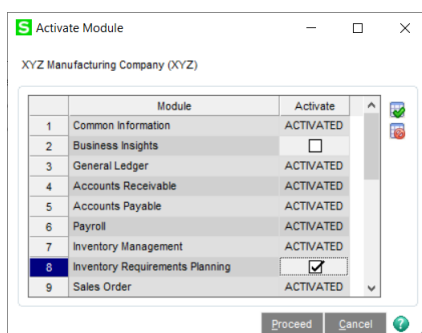 S Activate Module
XYZ Manufacturing Company (XYZ)
Module Activate
1 Common Information ACTIVATED
2 Business Insights
3 General Ledger ACTIVATED
4 Accounts Receivable ACTIVATED
5 Accounts Payable ACTIVATED
6 Payroll ACTIVATED
7 Inventory Management ACTIVATED
8 Inventory Requirements Planning
9 Sales Order ACTIVATED
Proceed Cancel ?